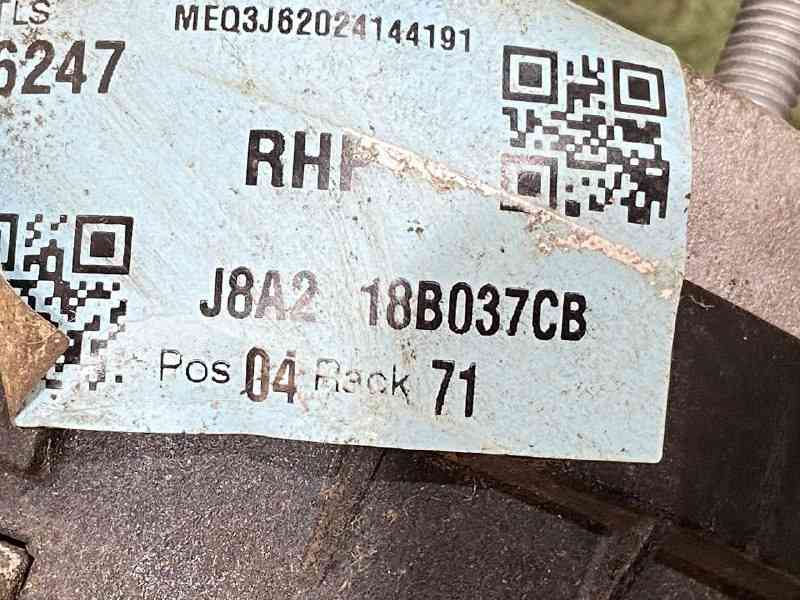 TLS
MEQ3J62024144191
6247
RHF
J8A2 18B037CB
Pos 04 Rack 71